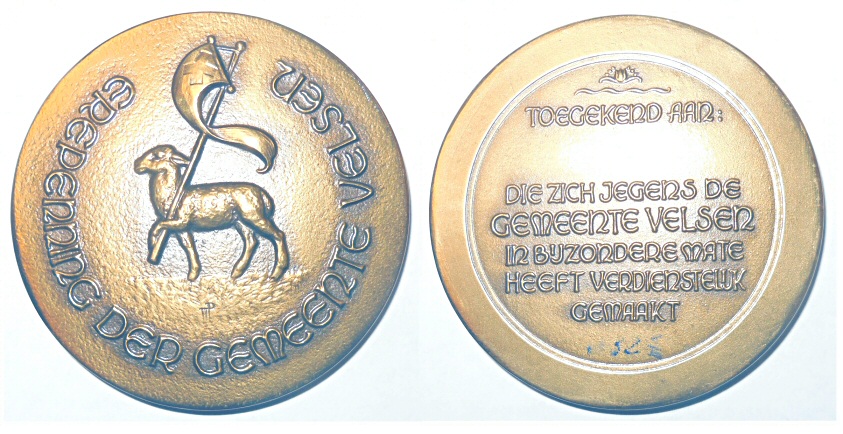 EREPENNING DER GEMEENTE VELSEN
TOEGEKEND AAN:
DIE ZICH JEGENS DE
GEMEENTE VELSEN
IN BIJZONDERE MATE
HEEFT VERDIENSTELIJK
GEMAAKT